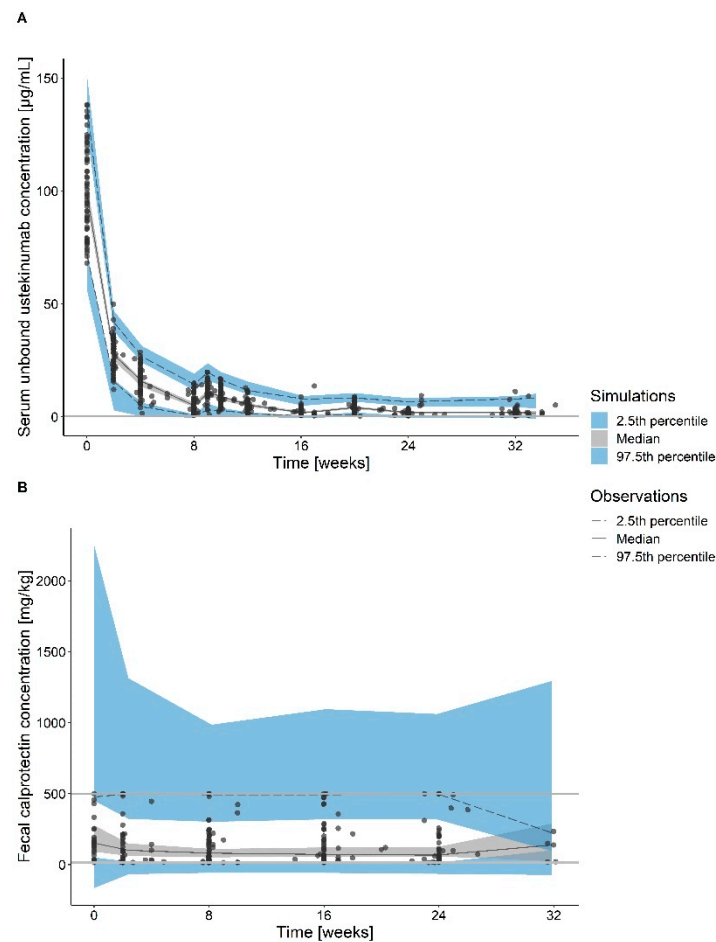 A
Serum unbound ustekinumab concentration [µg/mL]
150
100
50
0
0 8 16 24 32
Time [weeks]
Simulations
2.5th percentile
Median
97.5th percentile
Observations
2.5th percentile
Median
97.5th percentile
B
Fecal calprotectin concentration [mg/kg]
2000
1500
1000
500
0
0 8 16 24 32
Time [weeks]